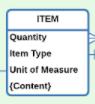 ITEM
Quantity
Item Type
Unit of Measure
{Content}